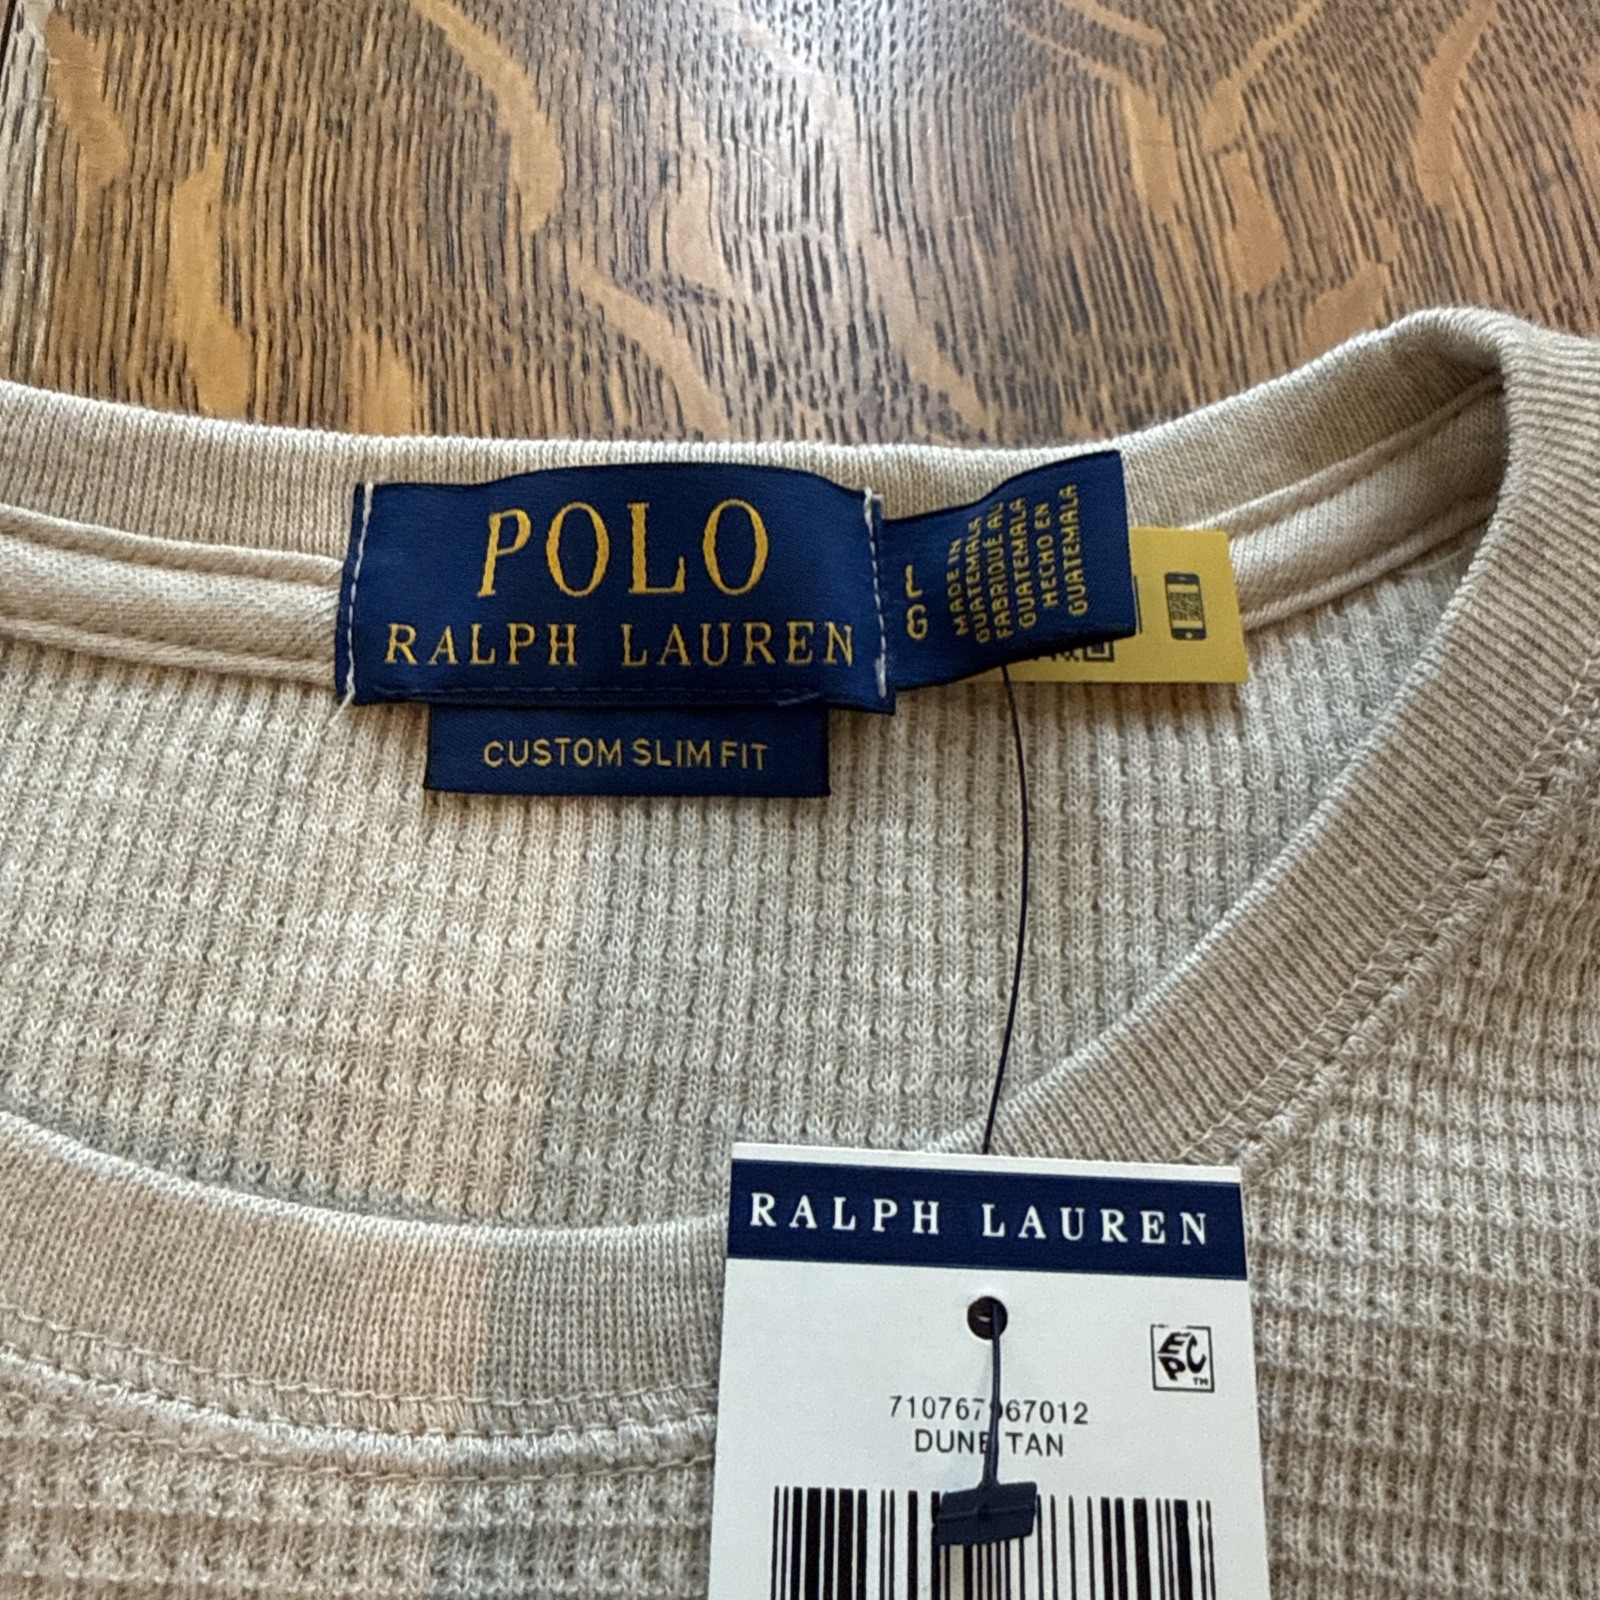 POLO
RALPH LAUREN
CUSTOM SLIM FIT
LG
MADE IN
GUATEMALA
FABRIQUÉ AU
GUATEMALA
HECHO EN
GUATEMALA
RALPH LAUREN
EPC
TM
DUNE TAN